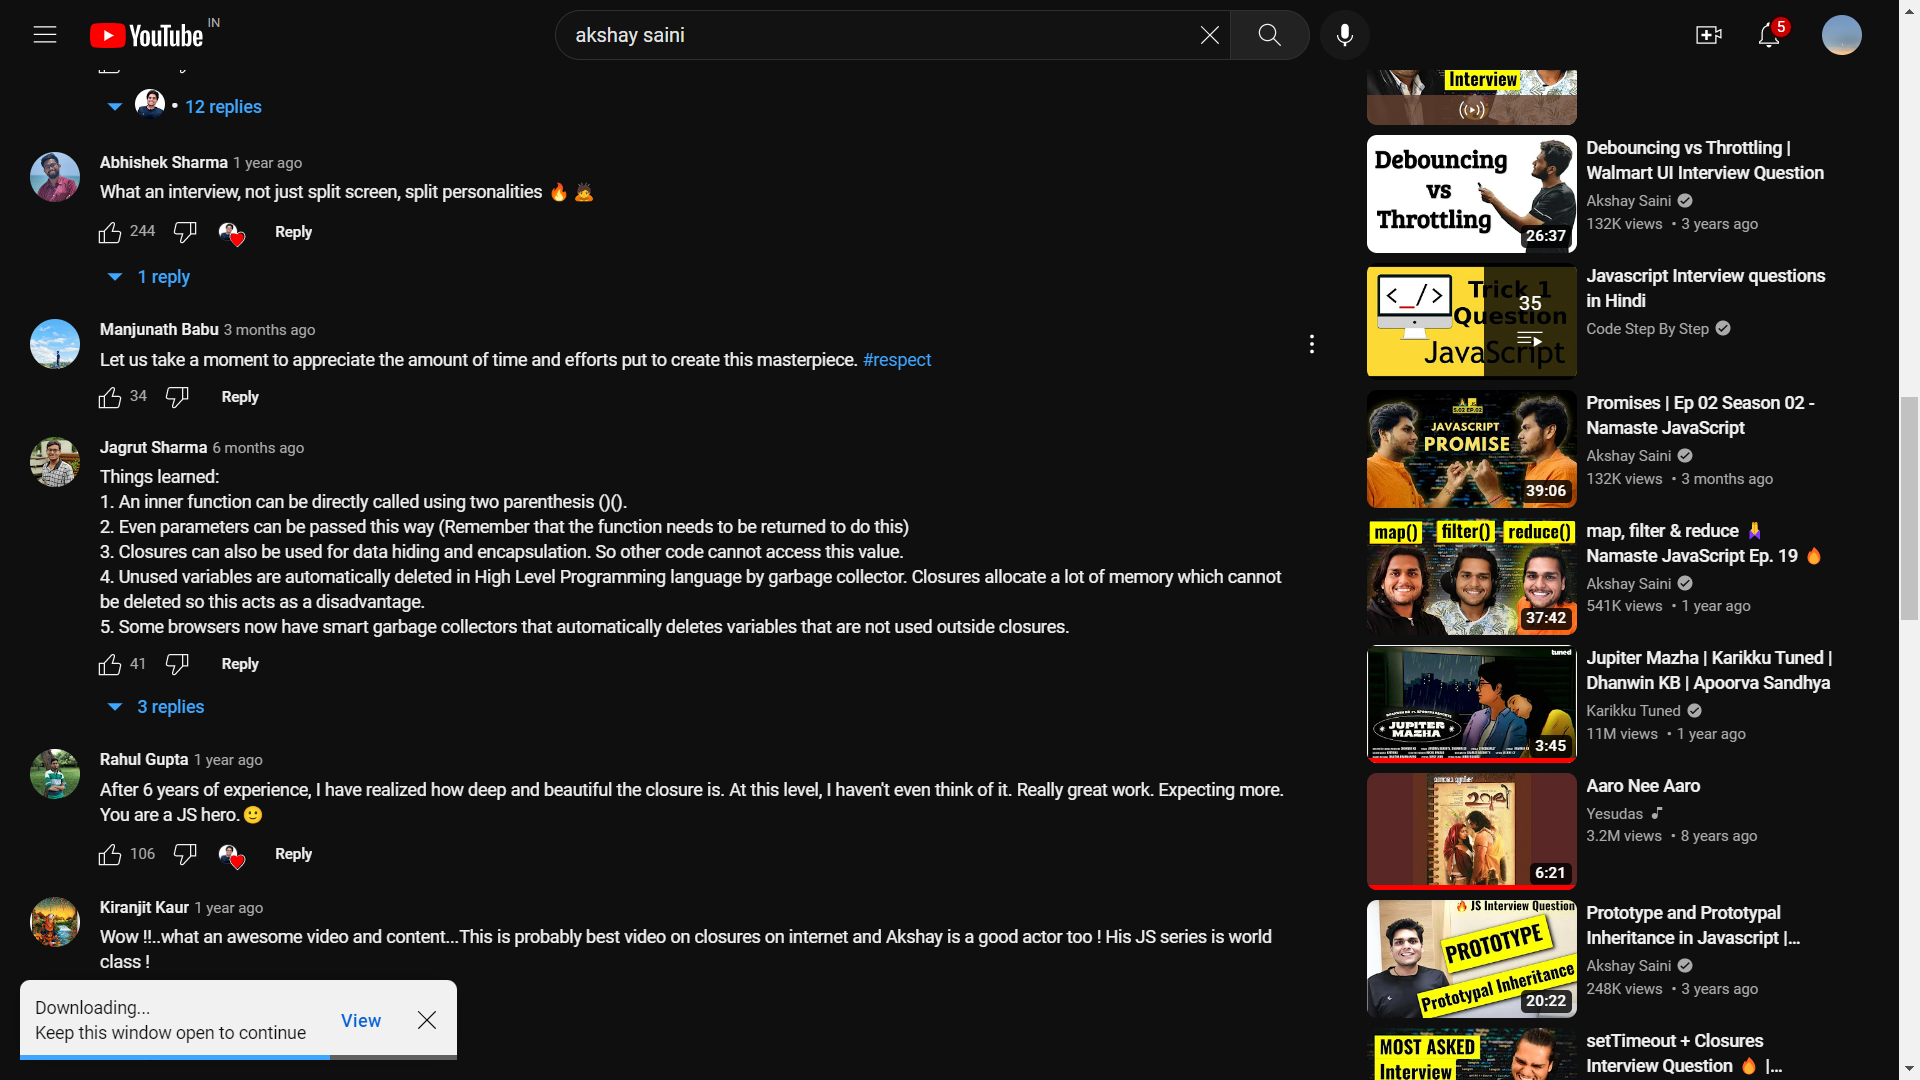 YouTube IN
akshay saini
5
12 replies
Abhishek Sharma 1 year ago
What an interview, not just split screen, split personalities 🔥 🙇
244 Reply
1 reply
Manjunath Babu 3 months ago
Let us take a moment to appreciate the amount of time and efforts put to create this masterpiece. #respect
34 Reply
Jagrut Sharma 6 months ago
Things learned:
1. An inner function can be directly called using two parenthesis ()().
2. Even parameters can be passed this way (Remember that the function needs to be returned to do this)
3. Closures can also be used for data hiding and encapsulation. So other code cannot access this value.
4. Unused variables are automatically deleted in High Level Programming language by garbage collector. Closures allocate a lot of memory which cannot
be deleted so this acts as a disadvantage.
5. Some browsers now have smart garbage collectors that automatically deletes variables that are not used outside closures.
41 Reply
3 replies
Rahul Gupta 1 year ago
After 6 years of experience, I have realized how deep and beautiful the closure is. At this level, I haven't even think of it. Really great work. Expecting more.
You are a JS hero.🙂
106 Reply
Kiranjit Kaur 1 year ago
Wow !!..what an awesome video and content...This is probably best video on closures on internet and Akshay is a good actor too ! His JS series is world
class !
Downloading...
Keep this window open to continue
View
Interview
Debouncing
vs
Throttling
26:37
Debouncing vs Throttling |
Walmart UI Interview Question
Akshay Saini
132K views • 3 years ago
<_/>
Trick 1
Question
JavaScript
35
Javascript Interview questions
in Hindi
Code Step By Step
S.02 EP.02
JAVASCRIPT
PROMISE
39:06
Promises | Ep 02 Season 02 -
Namaste JavaScript
Akshay Saini
132K views • 3 months ago
map() filter() reduce()
37:42
map, filter & reduce 🙏
Namaste JavaScript Ep. 19 🔥
Akshay Saini
541K views • 1 year ago
tuned
JUPITER
MAZHA
3:45
Jupiter Mazha | Karikku Tuned |
Dhanwin KB | Apoorva Sandhya
Karikku Tuned
11M views • 1 year ago
6:21
Aaro Nee Aaro
Yesudas
3.2M views • 8 years ago
🔥 JS Interview Question
PROTOTYPE
Prototypal Inheritance
20:22
Prototype and Prototypal
Inheritance in Javascript |...
Akshay Saini
248K views • 3 years ago
MOST ASKED
Interview
setTimeout + Closures
Interview Question 🔥 |...